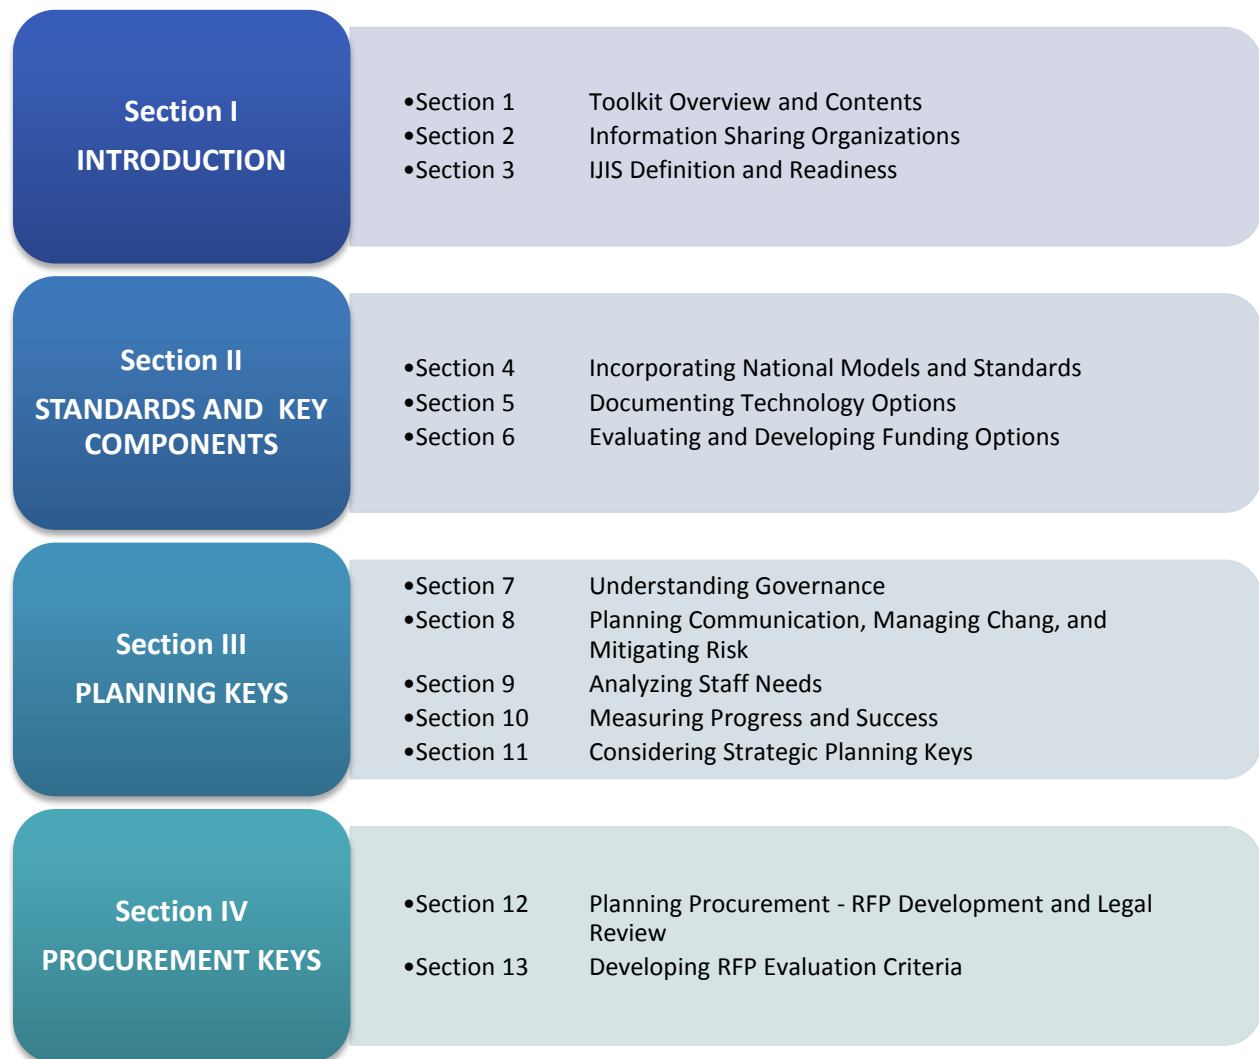 Section I
INTRODUCTION
•Section 1 Toolkit Overview and Contents
•Section 2 Information Sharing Organizations
•Section 3 IJIS Definition and Readiness
Section II
STANDARDS AND KEY
COMPONENTS
•Section 4 Incorporating National Models and Standards
•Section 5 Documenting Technology Options
•Section 6 Evaluating and Developing Funding Options
Section III
PLANNING KEYS
•Section 7 Understanding Governance
•Section 8 Planning Communication, Managing Chang, and
Mitigating Risk
•Section 9 Analyzing Staff Needs
•Section 10 Measuring Progress and Success
•Section 11 Considering Strategic Planning Keys
Section IV
PROCUREMENT KEYS
•Section 12 Planning Procurement - RFP Development and Legal
Review
•Section 13 Developing RFP Evaluation Criteria